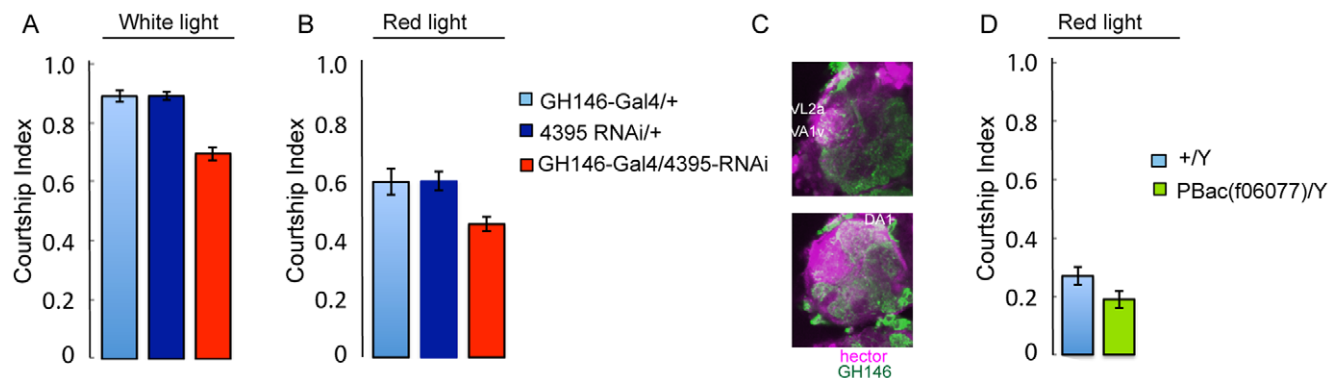 A
White light
Courtship Index
1.0
0.8
0.6
0.4
0.2
0
B
Red light
Courtship Index
1.0
0.8
0.6
0.4
0.2
0
GH146-Gal4/+
4395 RNAi/+
GH146-Gal4/4395-RNAi
C
VL2a
VA1v
DA1
hector
GH146
D
Red light
Courtship Index
1.0
0.8
0.6
0.4
0.2
0
+/Y
PBac(f06077)/Y